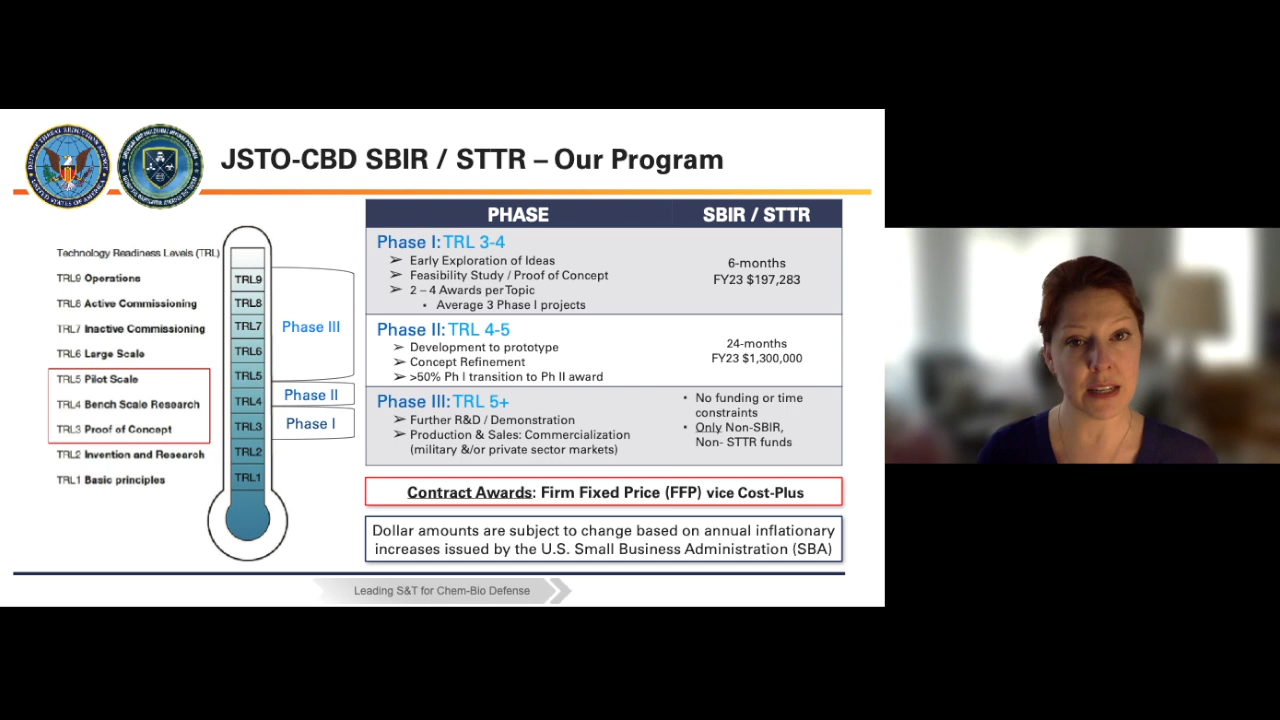 JSTO-CBD SBIR / STTR – Our Program
DEFENSE THREAT REDUCTION AGENCY
UNITED STATES OF AMERICA
Technology Readiness Levels (TRL)
TRL9 Operations
TRL8 Active Commissioning
TRL7 Inactive Commissioning
TRL6 Large Scale
TRL5 Pilot Scale
TRL4 Bench Scale Research
TRL3 Proof of Concept
TRL2 Invention and Research
TRL1 Basic principles
TRL9
TRL8
TRL7
TRL6
TRL5
TRL4
TRL3
TRL2
TRL1
Phase III
Phase II
Phase I
PHASE
SBIR / STTR
Phase I: TRL 3-4
➢ Early Exploration of Ideas
➢ Feasibility Study / Proof of Concept
➢ 2 – 4 Awards per Topic
▪ Average 3 Phase I projects
6-months
FY23 $197,283
Phase II: TRL 4-5
➢ Development to prototype
➢ Concept Refinement
➢ >50% Ph I transition to Ph II award
24-months
FY23 $1,300,000
Phase III: TRL 5+
➢ Further R&D / Demonstration
➢ Production & Sales: Commercialization
(military &/or private sector markets)
• No funding or time
constraints
• Only Non-SBIR,
Non- STTR funds
Contract Awards: Firm Fixed Price (FFP) vice Cost-Plus
Dollar amounts are subject to change based on annual inflationary
increases issued by the U.S. Small Business Administration (SBA)
Leading S&T for Chem-Bio Defense